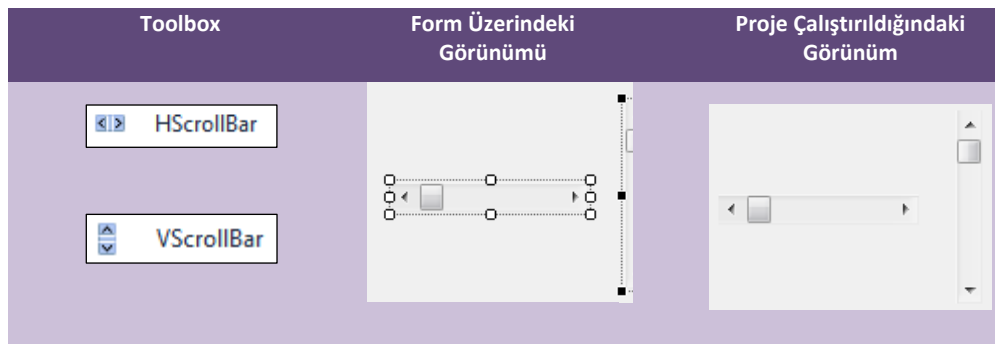 Toolbox
Form Üzerindeki
Görünümü
Proje Çalıştırıldığındaki
Görünüm
HScrollBar
VScrollBar